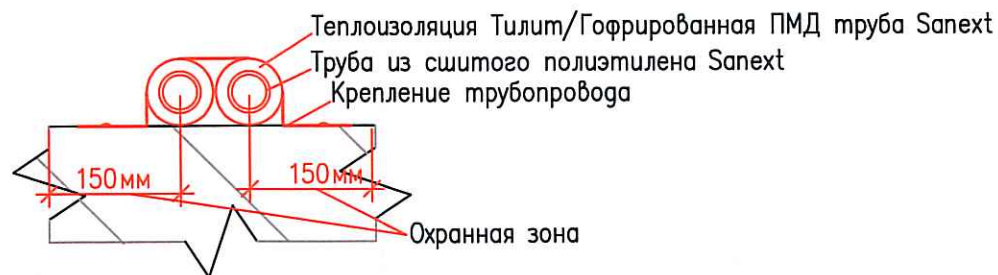 Теплоизоляция Тилит/Гофрированная ПМД труба Sanext
Труба из сшитого полиэтилена Sanext
Крепление трубопровода
150мм 150мм
Охранная зона